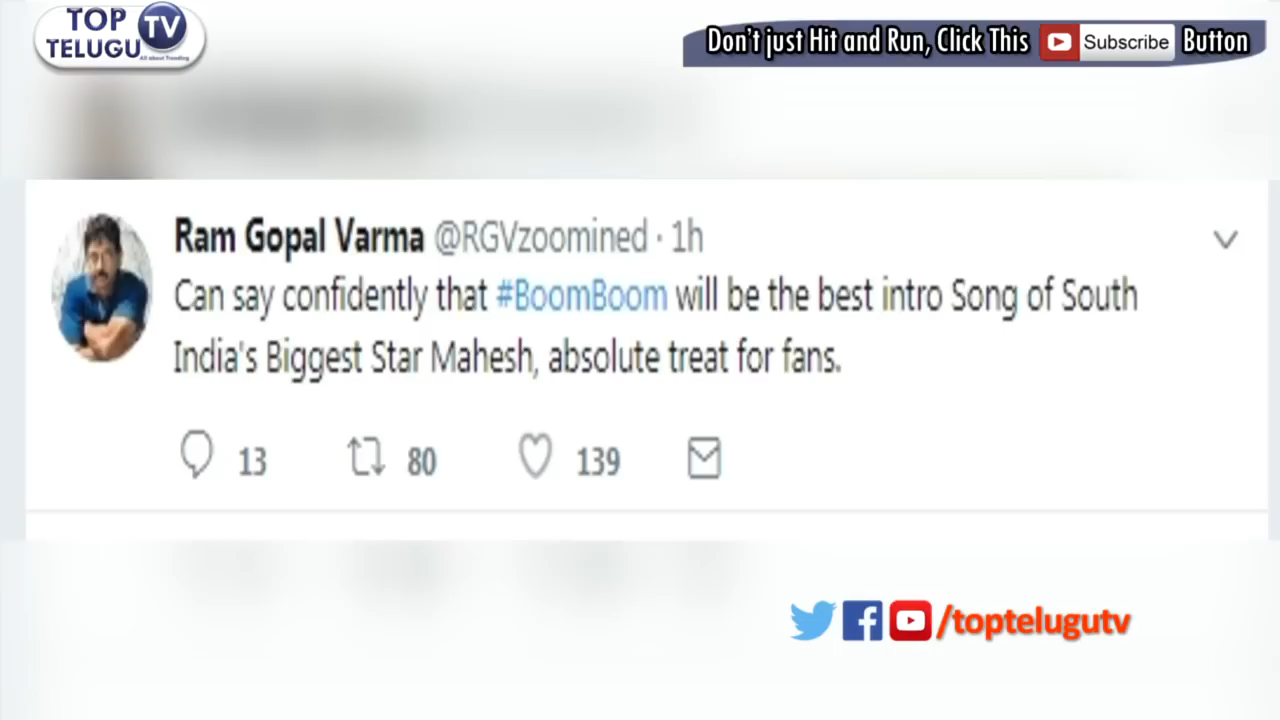 TOP
TELUGU TV
All about Trending
Don't just Hit and Run, Click This Subscribe Button
Ram Gopal Varma @RGVzoomined · 1h
Can say confidently that #BoomBoom will be the best intro Song of South
India's Biggest Star Mahesh, absolute treat for fans.
13 80 139
/toptelugutv